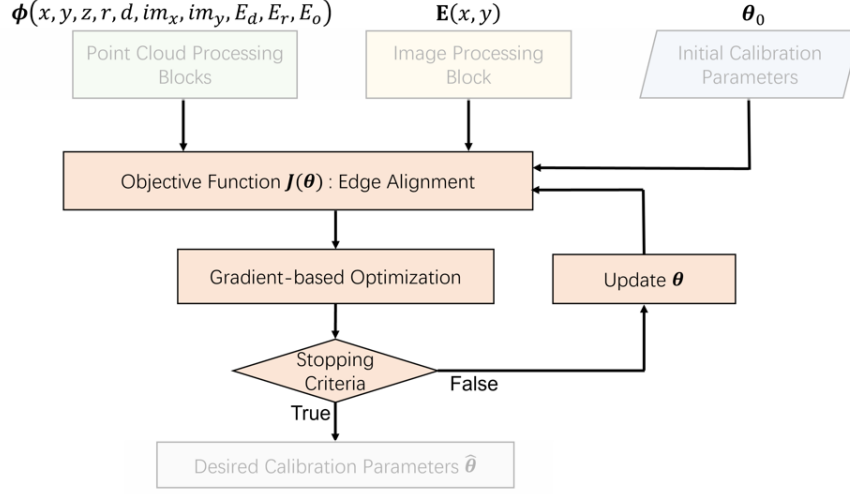 ϕ(x, y, z, r, d, im_x, im_y, E_d, E_r, E_o)
E(x, y)
θ_0
Point Cloud Processing
Blocks
Image Processing
Block
Initial Calibration
Parameters
Objective Function J(θ) : Edge Alignment
Gradient-based Optimization
Update θ
Stopping
Criteria
False
True
Desired Calibration Parameters θ̂